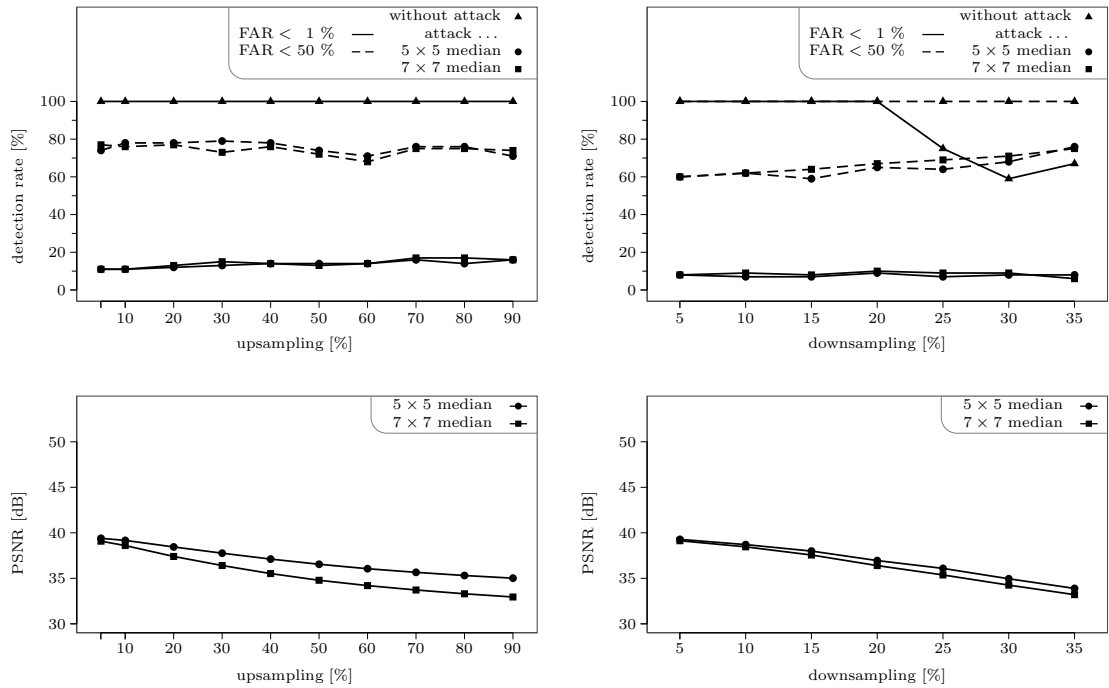 without attack
FAR < 1 % attack . . .
FAR < 50 % 5 × 5 median
7 × 7 median
detection rate [%]
100
80
60
40
20
0
10 20 30 40 50 60 70 80 90
upsampling [%]
without attack
FAR < 1 % attack . . .
FAR < 50 % 5 × 5 median
7 × 7 median
detection rate [%]
100
80
60
40
20
0
5 10 15 20 25 30 35
downsampling [%]
5 × 5 median
7 × 7 median
PSNR [dB]
50
45
40
35
30
10 20 30 40 50 60 70 80 90
upsampling [%]
5 × 5 median
7 × 7 median
PSNR [dB]
50
45
40
35
30
5 10 15 20 25 30 35
downsampling [%]